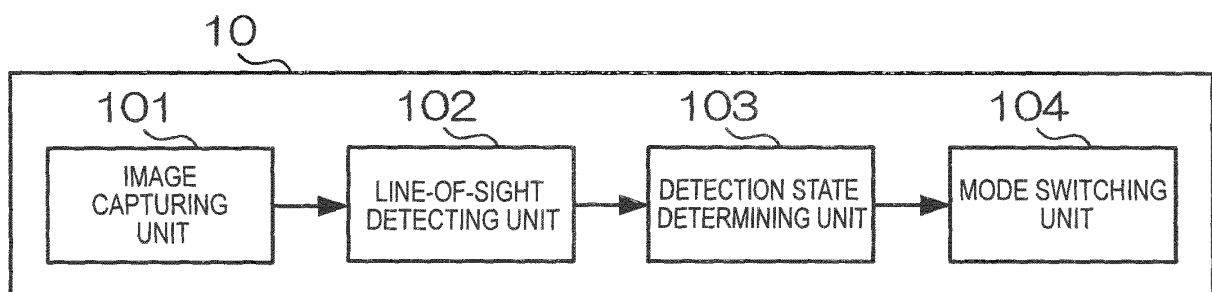 10
101
102
103
104
IMAGE
CAPTURING
UNIT
LINE-OF-SIGHT
DETECTING UNIT
DETECTION STATE
DETERMINING UNIT
MODE SWITCHING
UNIT